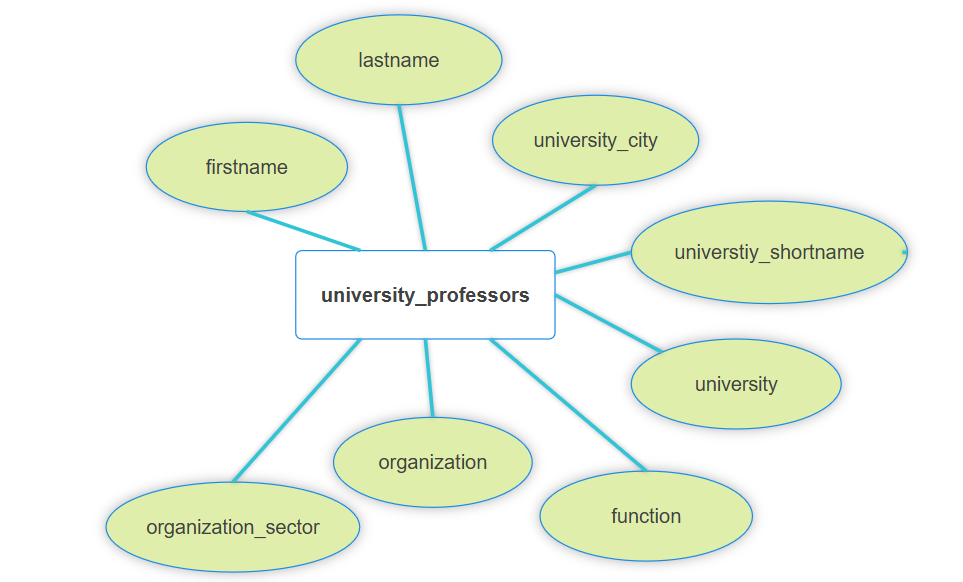 lastname
university_city
firstname
universtiy_shortname
university_professors
university
organization
function
organization_sector